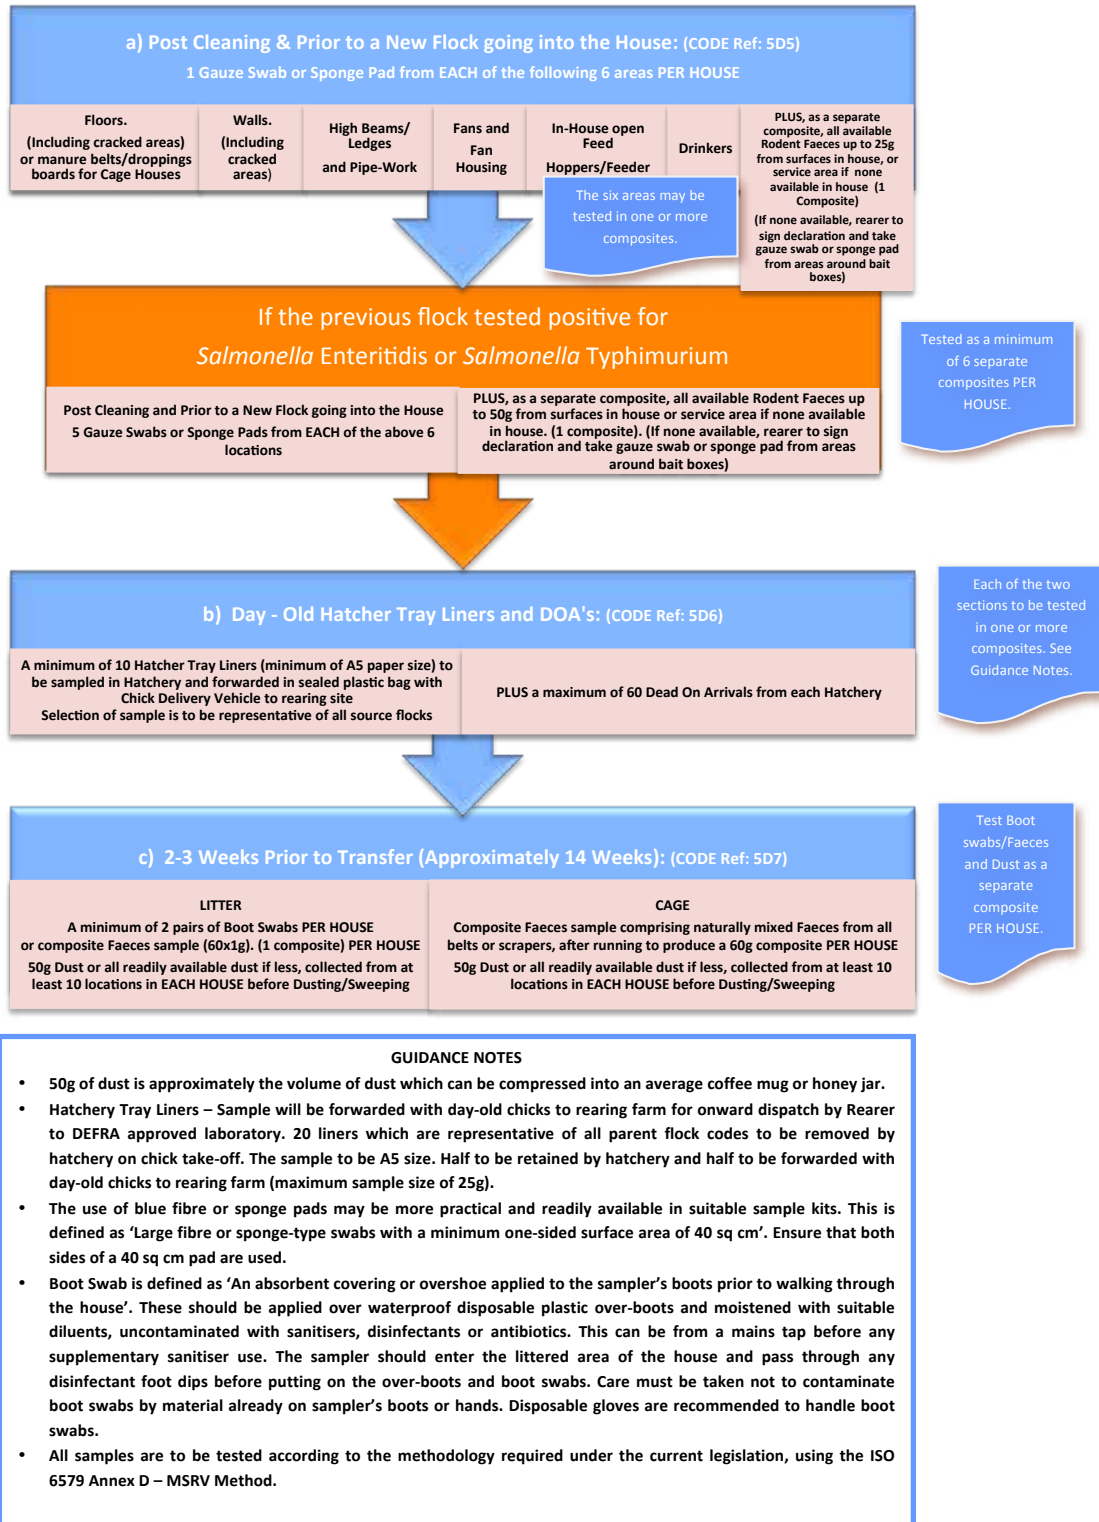 a) Post Cleaning & Prior to a New Flock going into the House: (CODE Ref: 5D5)
1 Gauze Swab or Sponge Pad from EACH of the following 6 areas PER HOUSE
Floors.
(Including cracked areas)
or manure belts/droppings
boards for Cage Houses
Walls.
(Including
cracked
areas)
High Beams/
Ledges
and Pipe-Work
Fans and
Fan
Housing
In-House open
Feed
Hoppers/Feeder
Drinkers
PLUS, as a separate
composite, all available
Rodent Faeces up to 25g
from surfaces in house, or
service area if none
available in house (1
Composite)
(If none available, rearer to
sign declaration and take
gauze swab or sponge pad
from areas around bait
boxes)
The six areas may be
tested in one or more
composites.
If the previous flock tested positive for
Salmonella Enteritidis or Salmonella Typhimurium
Post Cleaning and Prior to a New Flock going into the House
5 Gauze Swabs or Sponge Pads from EACH of the above 6
locations
PLUS, as a separate composite, all available Rodent Faeces up
to 50g from surfaces in house or service area if none available
in house. (1 composite). (If none available, rearer to sign
declaration and take gauze swab or sponge pad from areas
around bait boxes)
Tested as a minimum
of 6 separate
composites PER
HOUSE.
b) Day - Old Hatcher Tray Liners and DOA's: (CODE Ref: 5D6)
A minimum of 10 Hatcher Tray Liners (minimum of A5 paper size) to
be sampled in Hatchery and forwarded in sealed plastic bag with
Chick Delivery Vehicle to rearing site
Selection of sample is to be representative of all source flocks
PLUS a maximum of 60 Dead On Arrivals from each Hatchery
Each of the two
sections to be tested
in one or more
composites. See
Guidance Notes.
c) 2-3 Weeks Prior to Transfer (Approximately 14 Weeks): (CODE Ref: 5D7)
LITTER
A minimum of 2 pairs of Boot Swabs PER HOUSE
or composite Faeces sample (60x1g). (1 composite) PER HOUSE
50g Dust or all readily available dust if less, collected from at
least 10 locations in EACH HOUSE before Dusting/Sweeping
CAGE
Composite Faeces sample comprising naturally mixed Faeces from all
belts or scrapers, after running to produce a 60g composite PER HOUSE
50g Dust or all readily available dust if less, collected from at least 10
locations in EACH HOUSE before Dusting/Sweeping
Test Boot
swabs/Faeces
and Dust as a
separate
composite
PER HOUSE.
GUIDANCE NOTES
• 50g of dust is approximately the volume of dust which can be compressed into an average coffee mug or honey jar.
• Hatchery Tray Liners – Sample will be forwarded with day-old chicks to rearing farm for onward dispatch by Rearer
to DEFRA approved laboratory. 20 liners which are representative of all parent flock codes to be removed by
hatchery on chick take-off. The sample to be A5 size. Half to be retained by hatchery and half to be forwarded with
day-old chicks to rearing farm (maximum sample size of 25g).
• The use of blue fibre or sponge pads may be more practical and readily available in suitable sample kits. This is
defined as ‘Large fibre or sponge-type swabs with a minimum one-sided surface area of 40 sq cm’. Ensure that both
sides of a 40 sq cm pad are used.
• Boot Swab is defined as ‘An absorbent covering or overshoe applied to the sampler’s boots prior to walking through
the house’. These should be applied over waterproof disposable plastic over-boots and moistened with suitable
diluents, uncontaminated with sanitisers, disinfectants or antibiotics. This can be from a mains tap before any
supplementary sanitiser use. The sampler should enter the littered area of the house and pass through any
disinfectant foot dips before putting on the over-boots and boot swabs. Care must be taken not to contaminate
boot swabs by material already on sampler’s boots or hands. Disposable gloves are recommended to handle boot
swabs.
• All samples are to be tested according to the methodology required under the current legislation, using the ISO
6579 Annex D – MSRV Method.